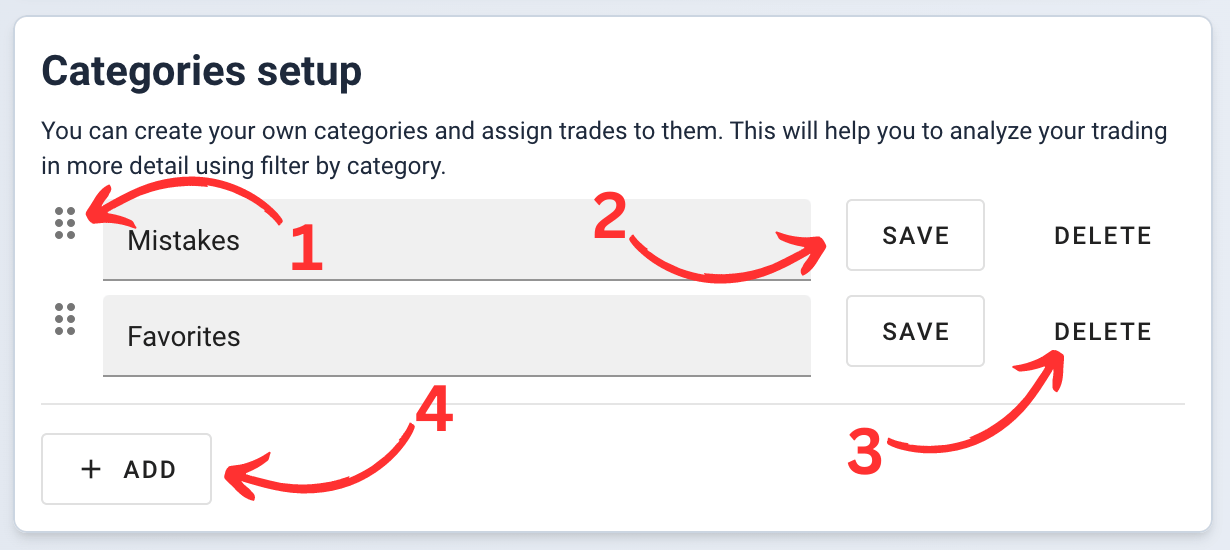 Categories setup
You can create your own categories and assign trades to them. This will help you to analyze your trading
in more detail using filter by category.
Mistakes 1 2 SAVE DELETE
Favorites SAVE DELETE
4
3
+ ADD